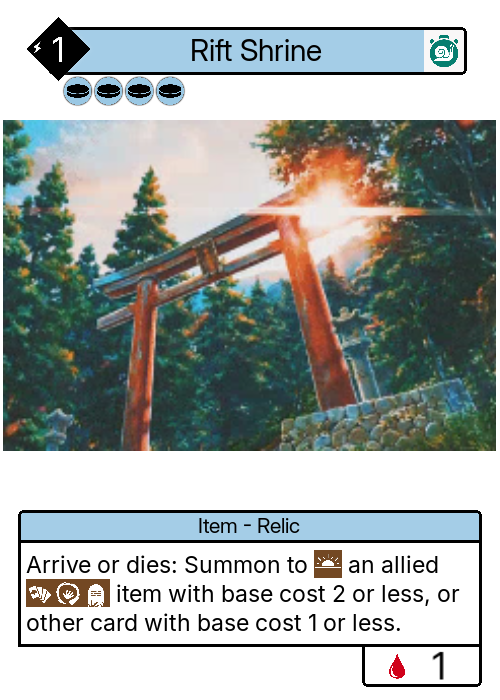 1 Rift Shrine
Item - Relic
Arrive or dies: Summon to an allied
item with base cost 2 or less, or
other card with base cost 1 or less.
1